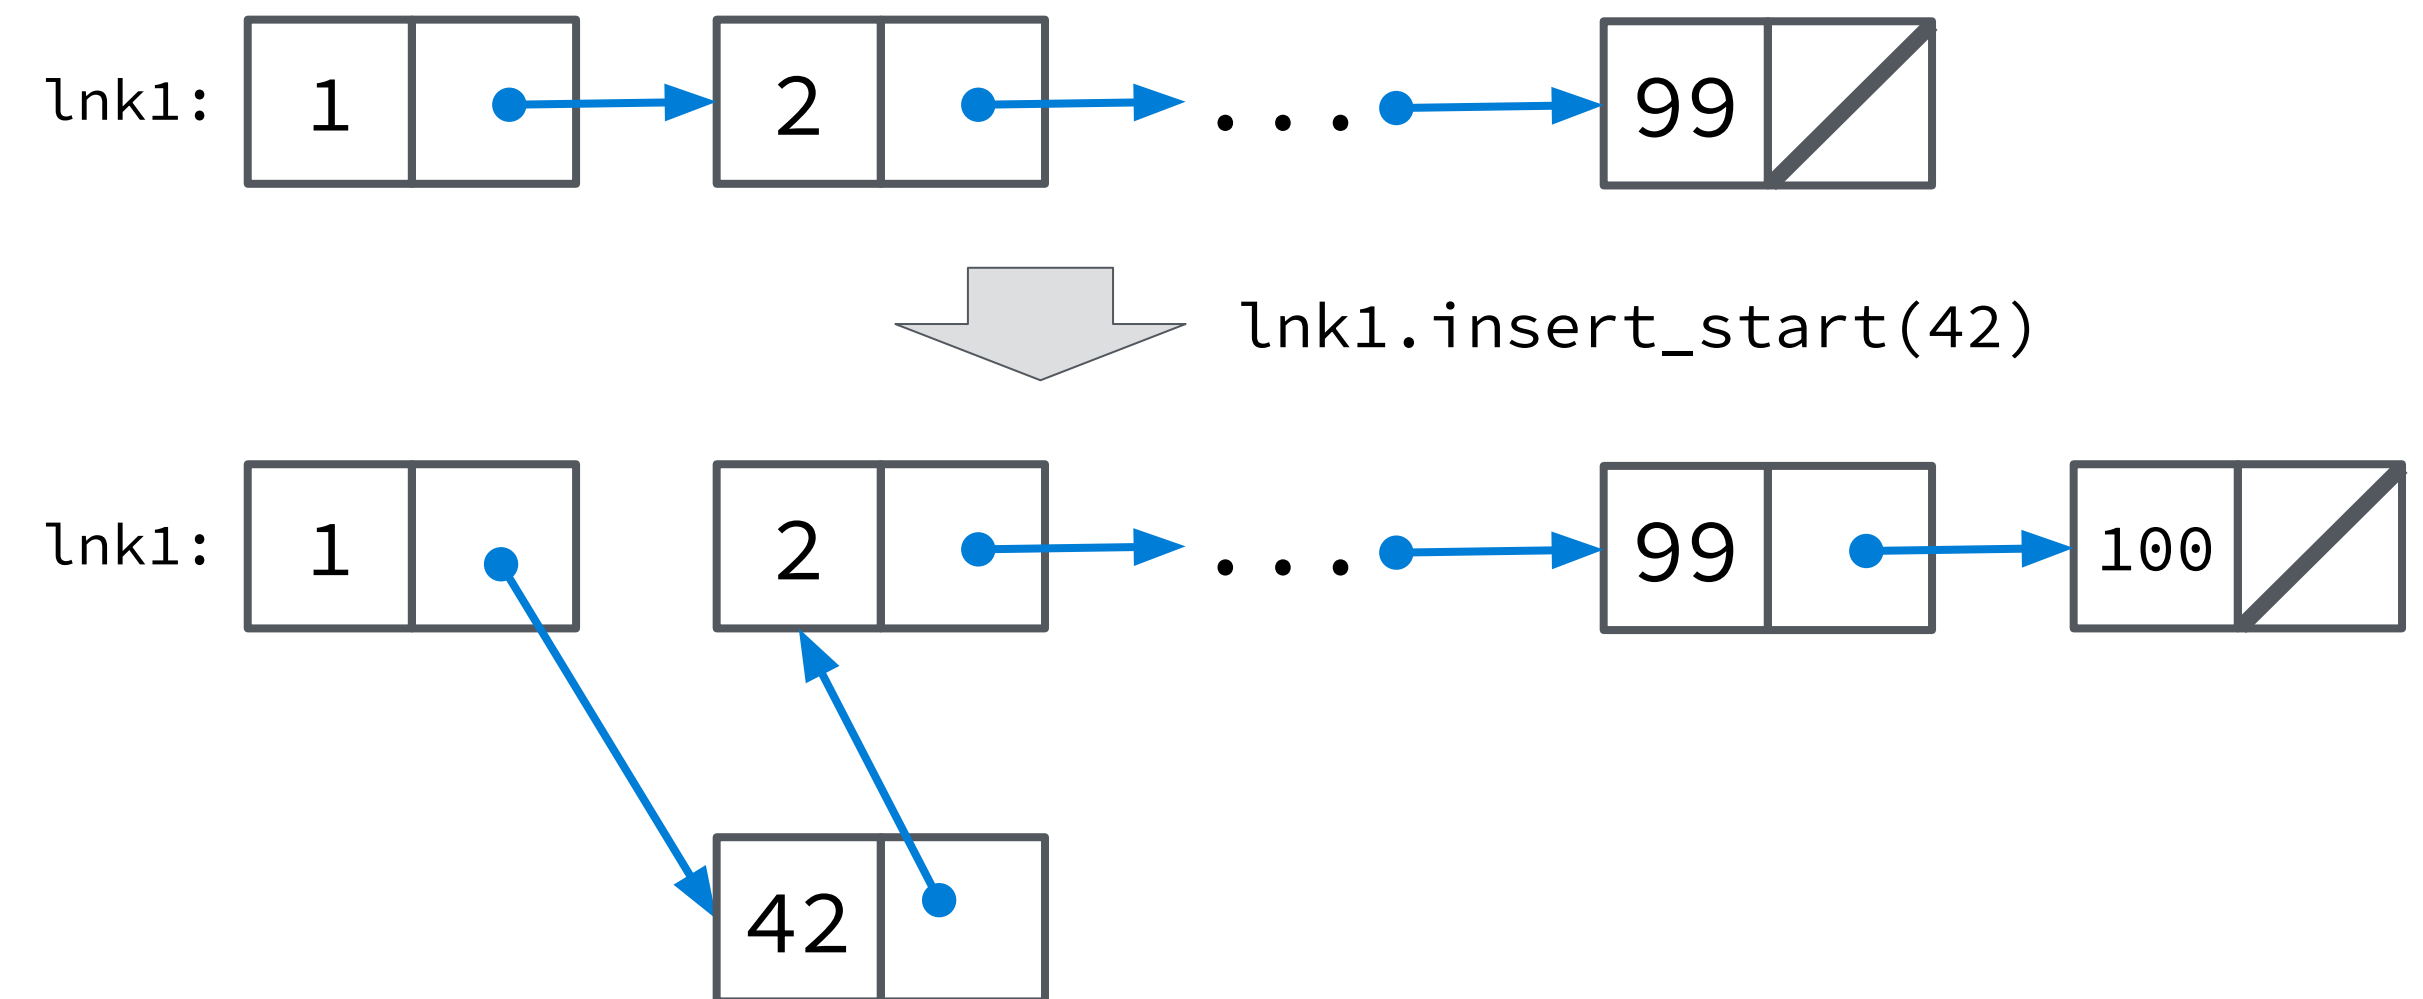 lnk1: 1 2 ... 99
lnk1.insert_start(42)
lnk1: 1 2 ... 99 100
42